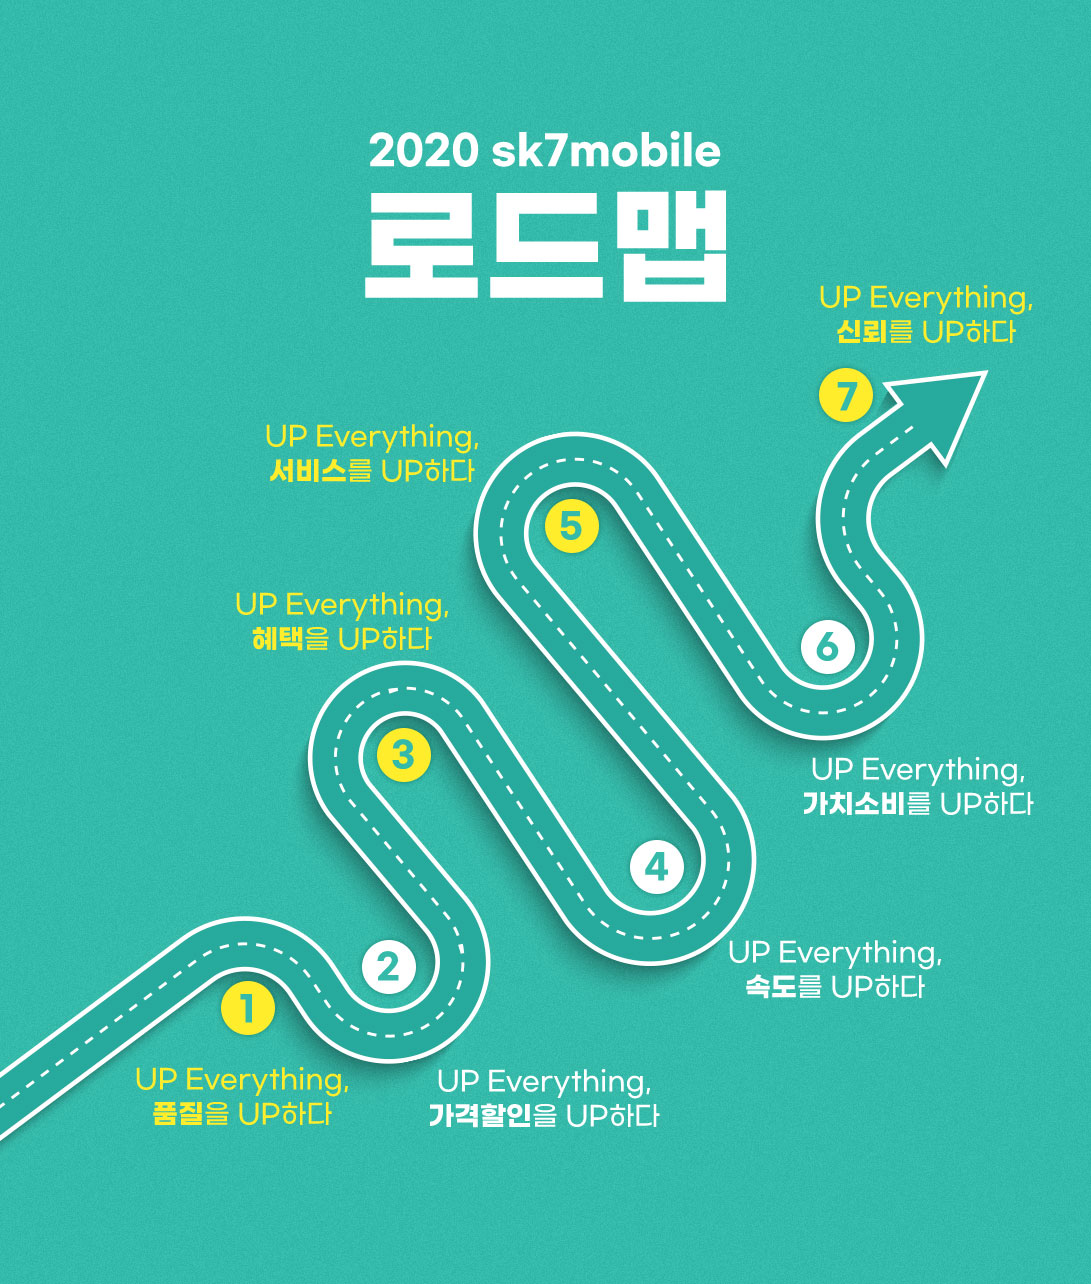 2020 sk7mobile
로드맵
1
UP Everything,
품질을 UP하다
2
UP Everything,
가격할인을 UP하다
3
UP Everything,
혜택을 UP하다
4
UP Everything,
속도를 UP하다
5
UP Everything,
서비스를 UP하다
6
UP Everything,
가치소비를 UP하다
7
UP Everything,
신뢰를 UP하다